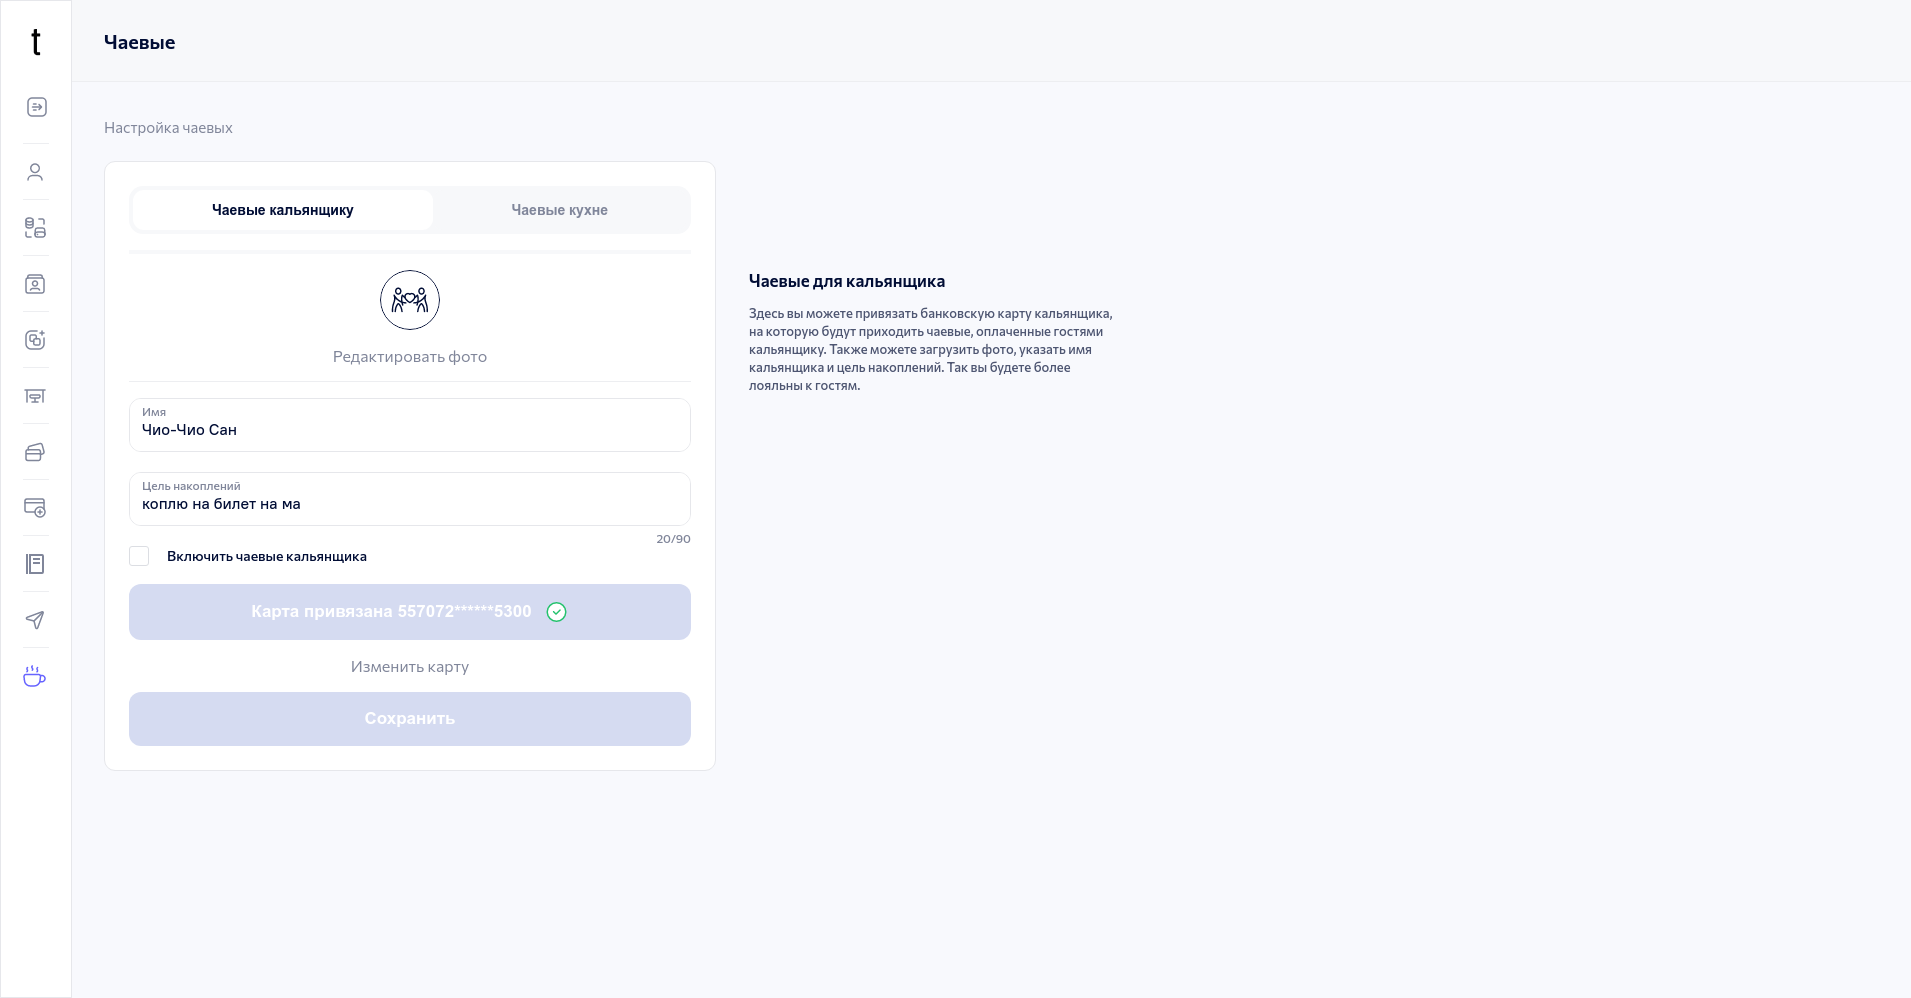 t
Чаевые
Настройка чаевых
Чаевые кальянщику
Чаевые кухне
Редактировать фото
Имя
Чио-Чио Сан
Цель накоплений
коплю на билет на ма
20/90
Включить чаевые кальянщика
Карта привязана 557072******5300
Изменить карту
Сохранить
Чаевые для кальянщика
Здесь вы можете привязать банковскую карту кальянщика,
на которую будут приходить чаевые, оплаченные гостями
кальянщику. Также можете загрузить фото, указать имя
кальянщика и цель накоплений. Так вы будете более
лояльны к гостям.